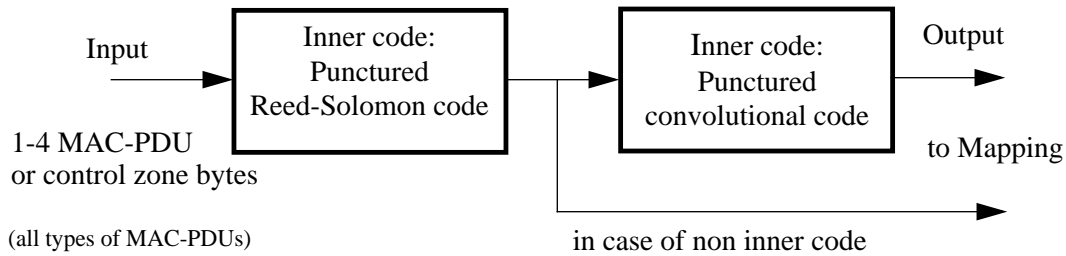 Input
Inner code:
Punctured
Reed-Solomon code
Inner code:
Punctured
convolutional code
Output
1-4 MAC-PDU
or control zone bytes
to Mapping
(all types of MAC-PDUs)
in case of non inner code